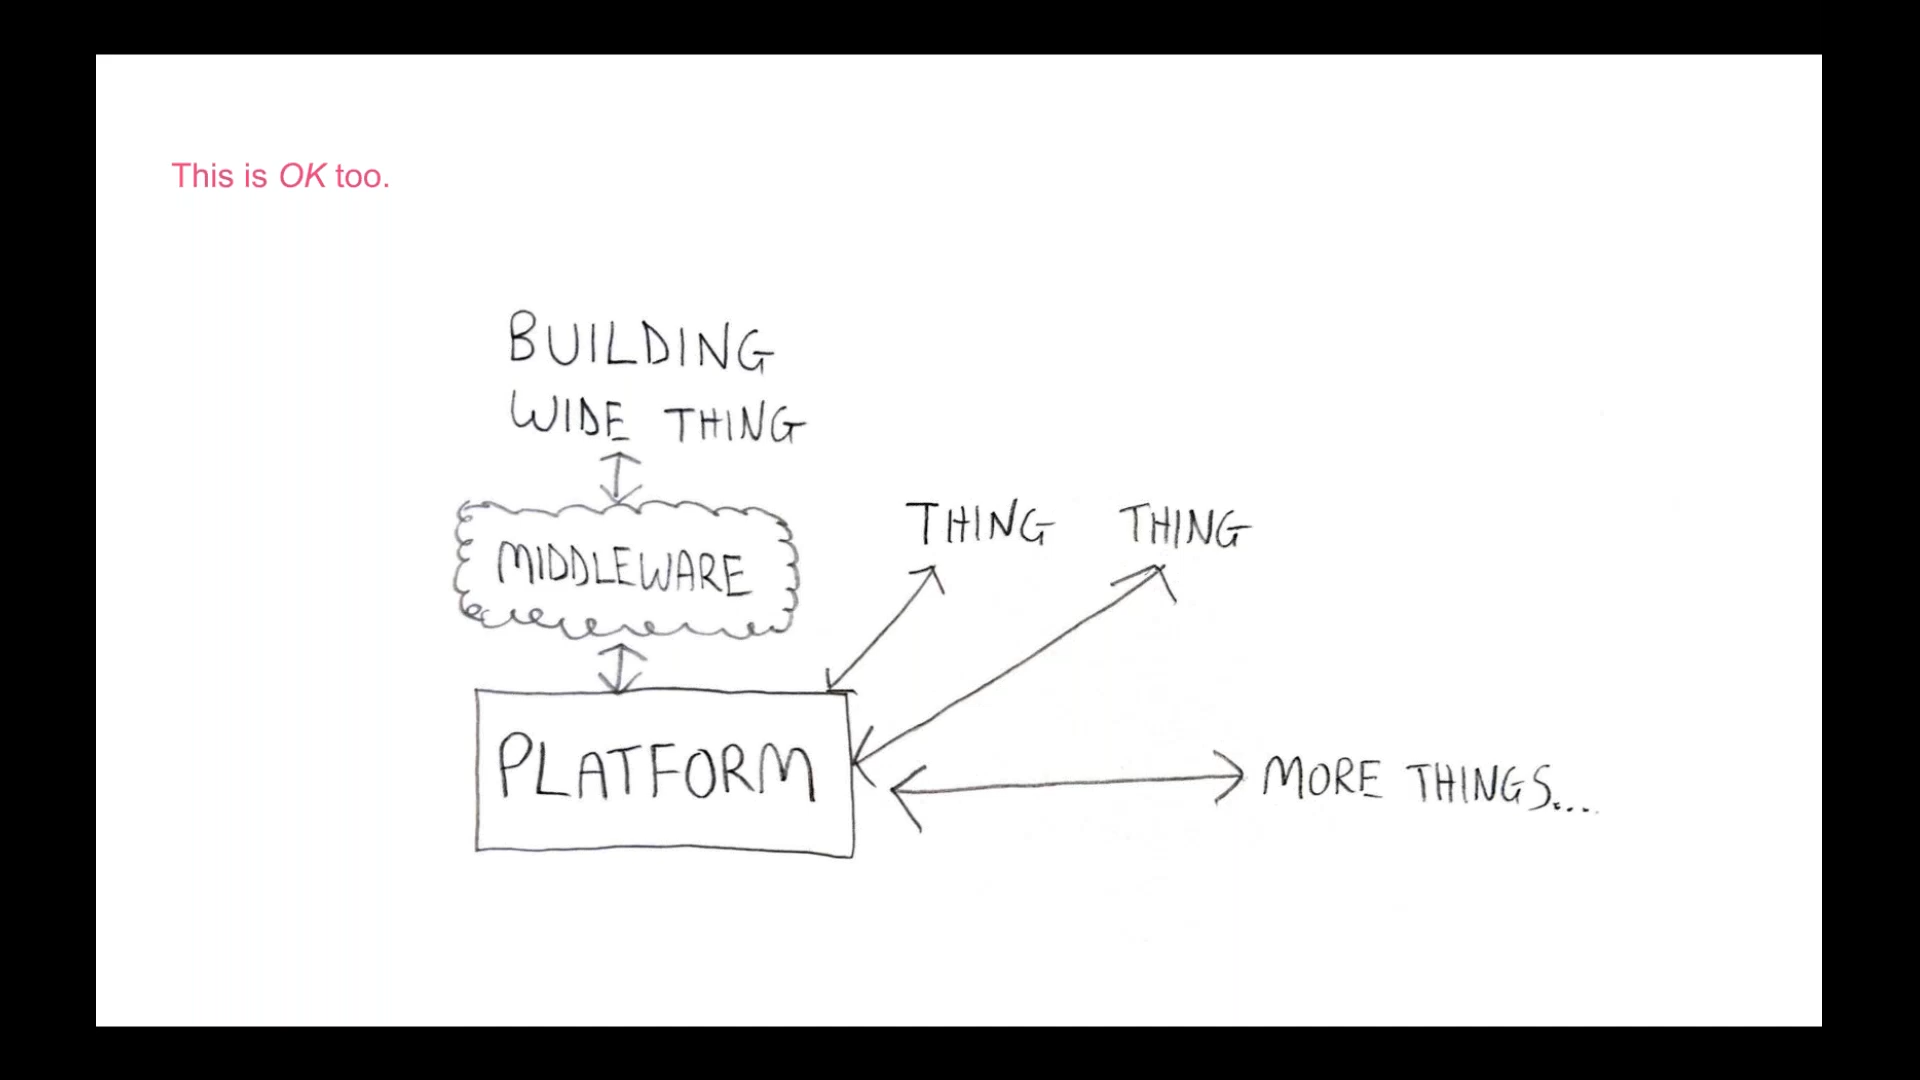 This is OK too.
BUILDING
WIDE THING
MIDDLEWARE
THING
THING
PLATFORM
MORE THINGS...